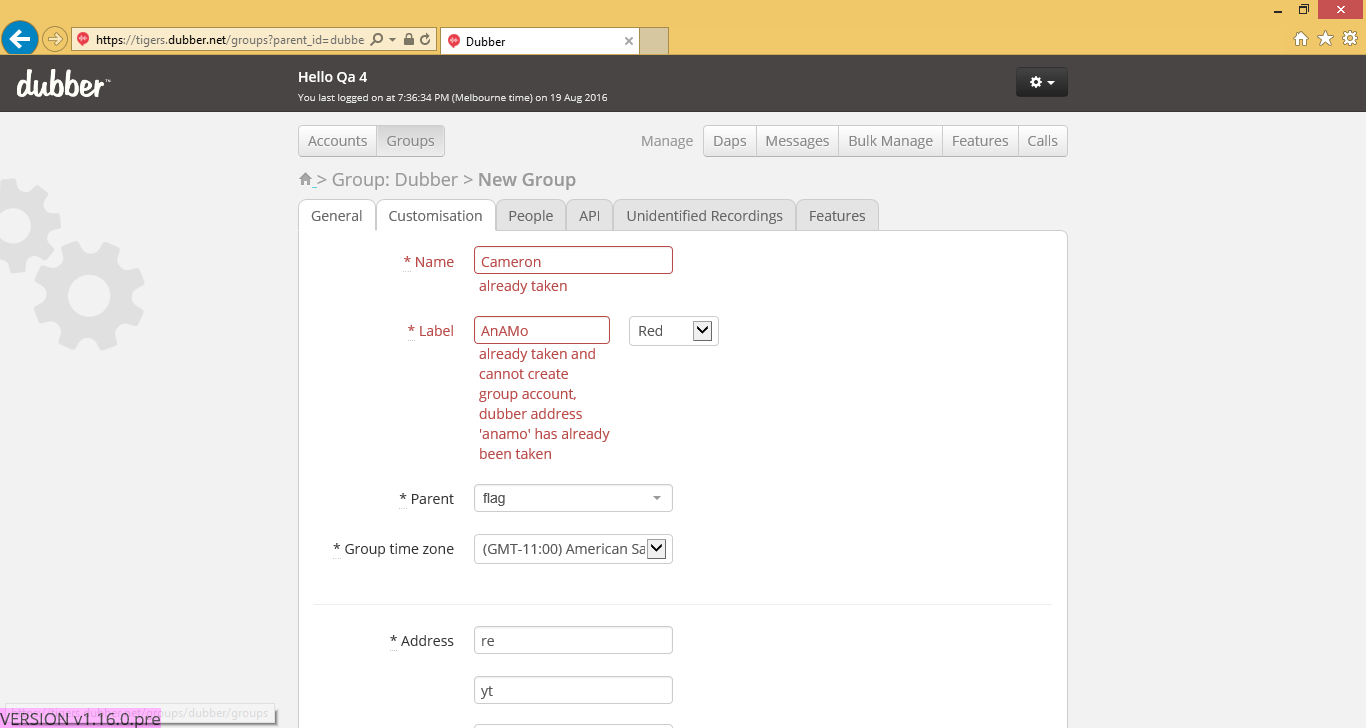 https://tigers.dubber.net/groups?parent_id=dubbe
Dubber
dubber™
Hello Qa 4
You last logged on at 7:36:34 PM (Melbourne time) on 19 Aug 2016
Accounts Groups Manage Daps Messages Bulk Manage Features Calls
> Group: Dubber > New Group
General Customisation People API Unidentified Recordings Features
* Name Cameron
already taken
* Label AnAMo Red
already taken and
cannot create
group account,
dubber address
'anamo' has already
been taken
* Parent flag
* Group time zone (GMT-11:00) American Sa
* Address re
yt
https://tigers.dubber.net/groups/dubber/groups
VERSION v1.16.0.pre